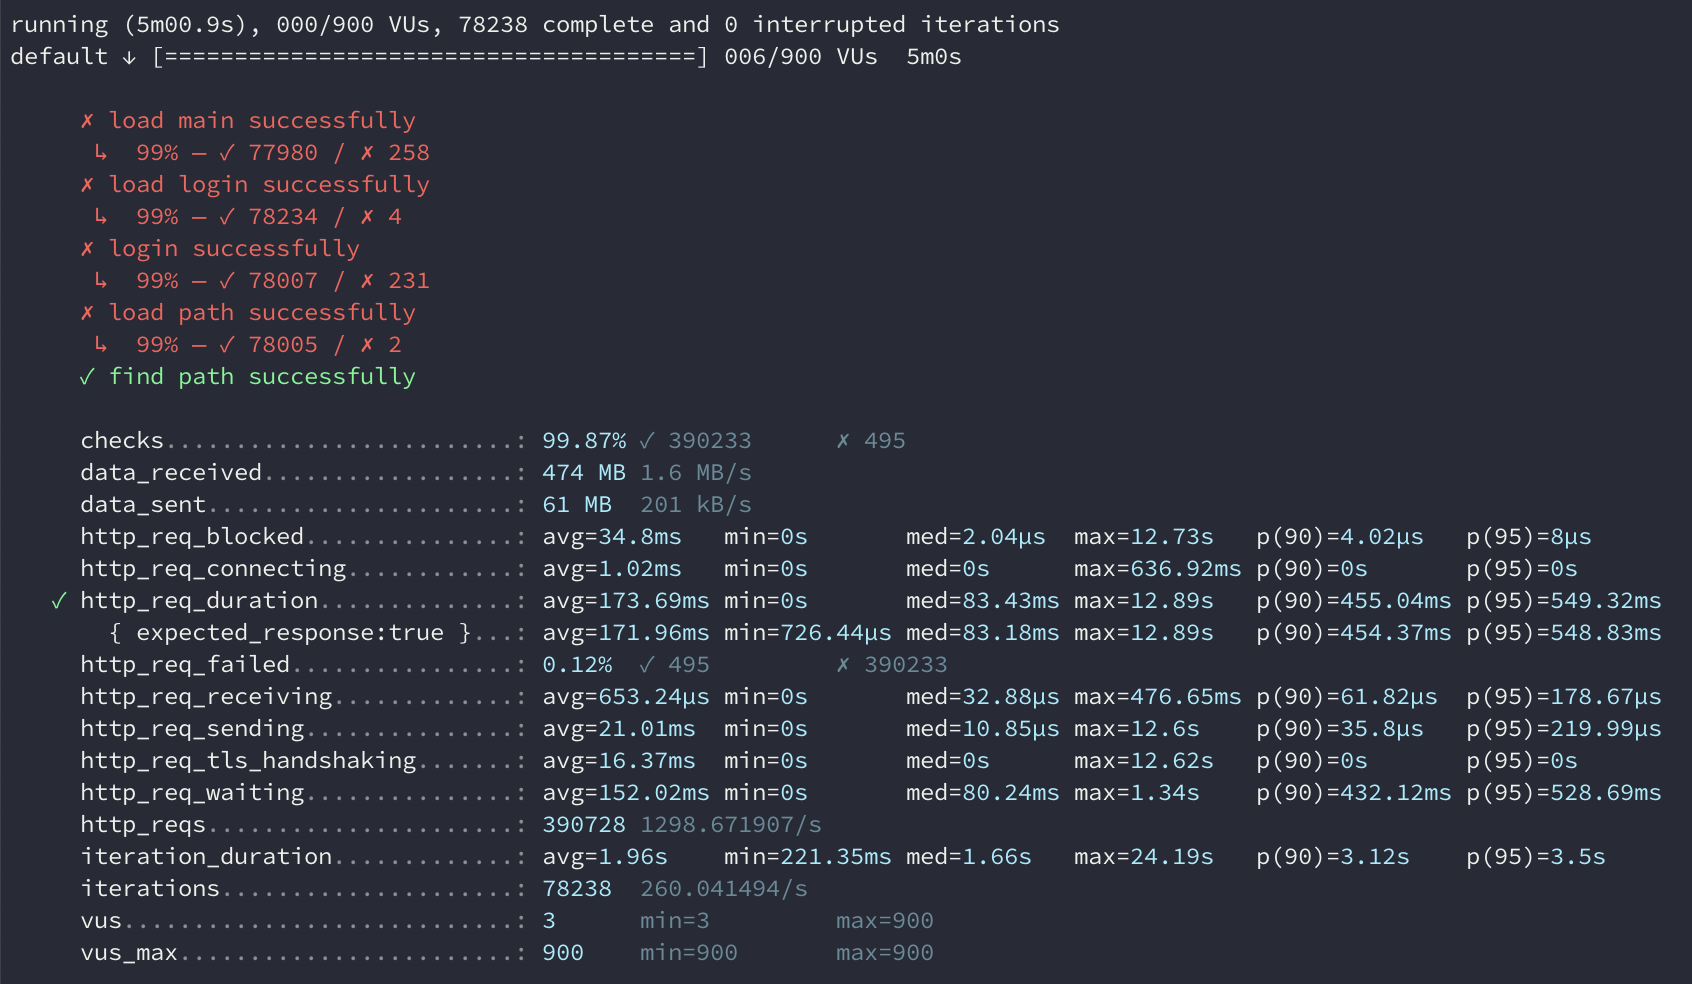 running (5m00.9s), 000/900 VUs, 78238 complete and 0 interrupted iterations
default ↓ [======================================] 006/900 VUs  5m0s
✗ load main successfully
↳  99% — ✓ 77980 / ✗ 258
✗ load login successfully
↳  99% — ✓ 78234 / ✗ 4
✗ login successfully
↳  99% — ✓ 78007 / ✗ 231
✗ load path successfully
↳  99% — ✓ 78005 / ✗ 2
✓ find path successfully
checks.........................: 99.87% ✓ 390233      ✗ 495
data_received..................: 474 MB 1.6 MB/s
data_sent......................: 61 MB  201 kB/s
http_req_blocked...............: avg=34.8ms   min=0s       med=2.04µs  max=12.73s   p(90)=4.02µs   p(95)=8µs
http_req_connecting............: avg=1.02ms   min=0s       med=0s      max=636.92ms p(90)=0s       p(95)=0s
✓ http_req_duration..............: avg=173.69ms min=0s       med=83.43ms max=12.89s   p(90)=455.04ms p(95)=549.32ms
{ expected_response:true }...: avg=171.96ms min=726.44µs med=83.18ms max=12.89s   p(90)=454.37ms p(95)=548.83ms
http_req_failed................: 0.12%  ✓ 495         ✗ 390233
http_req_receiving.............: avg=653.24µs min=0s       med=32.88µs max=476.65ms p(90)=61.82µs  p(95)=178.67µs
http_req_sending...............: avg=21.01ms  min=0s       med=10.85µs max=12.6s    p(90)=35.8µs   p(95)=219.99µs
http_req_tls_handshaking.......: avg=16.37ms  min=0s       med=0s      max=12.62s   p(90)=0s       p(95)=0s
http_req_waiting...............: avg=152.02ms min=0s       med=80.24ms max=1.34s    p(90)=432.12ms p(95)=528.69ms
http_reqs......................: 390728 1298.671907/s
iteration_duration.............: avg=1.96s    min=221.35ms med=1.66s   max=24.19s   p(90)=3.12s    p(95)=3.5s
iterations.....................: 78238  260.041494/s
vus............................: 3      min=3         max=900
vus_max........................: 900    min=900       max=900